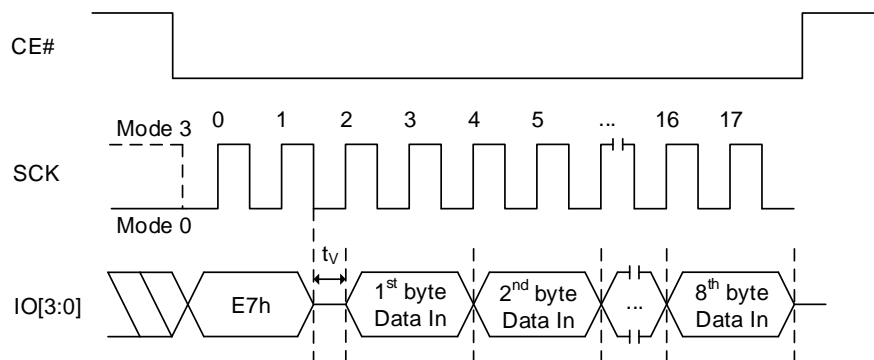 CE#
Mode 3
0 1 2 3 4 5 ... 16 17
SCK
Mode 0
tV
IO[3:0]
E7h
1st byte
Data In
2nd byte
Data In
...
8th byte
Data In